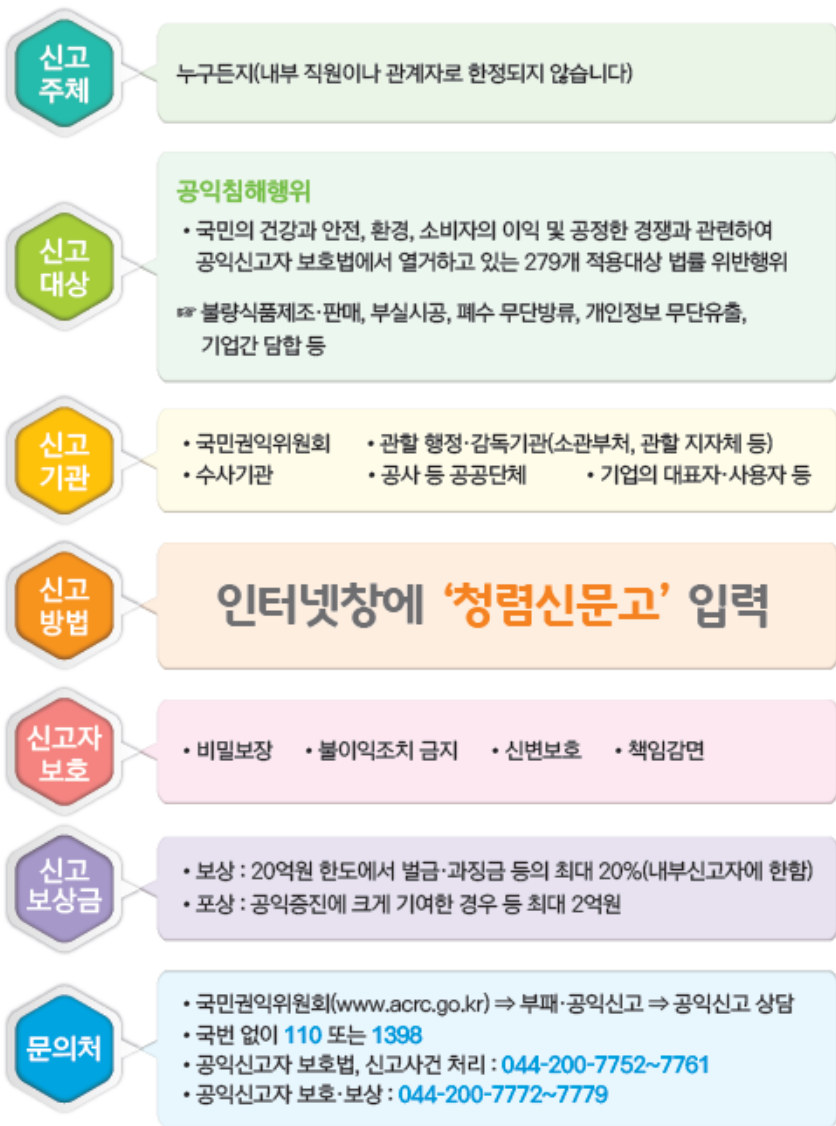 신고
주체
누구든지(내부 직원이나 관계자로 한정되지 않습니다)
신고
대상
공익침해행위
• 국민의 건강과 안전, 환경, 소비자의 이익 및 공정한 경쟁과 관련하여
공익신고자 보호법에서 열거하고 있는 279개 적용대상 법률 위반행위
☞ 불량식품제조·판매, 부실시공, 폐수 무단방류, 개인정보 무단유출,
기업간 담합 등
신고
기관
• 국민권익위원회 • 관할 행정·감독기관(소관부처, 관할 지자체 등)
• 수사기관 • 공사 등 공공단체 • 기업의 대표자·사용자 등
신고
방법
인터넷창에 ‘청렴신문고’ 입력
신고자
보호
• 비밀보장 • 불이익조치 금지 • 신변보호 • 책임감면
신고
보상금
• 보상 : 20억원 한도에서 벌금·과징금 등의 최대 20%(내부신고자에 한함)
• 포상 : 공익증진에 크게 기여한 경우 등 최대 2억원
문의처
• 국민권익위원회(www.acrc.go.kr) ⇒ 부패·공익신고 ⇒ 공익신고 상담
• 국번 없이 110 또는 1398
• 공익신고자 보호법, 신고사건 처리 : 044-200-7752~7761
• 공익신고자 보호·보상 : 044-200-7772~7779